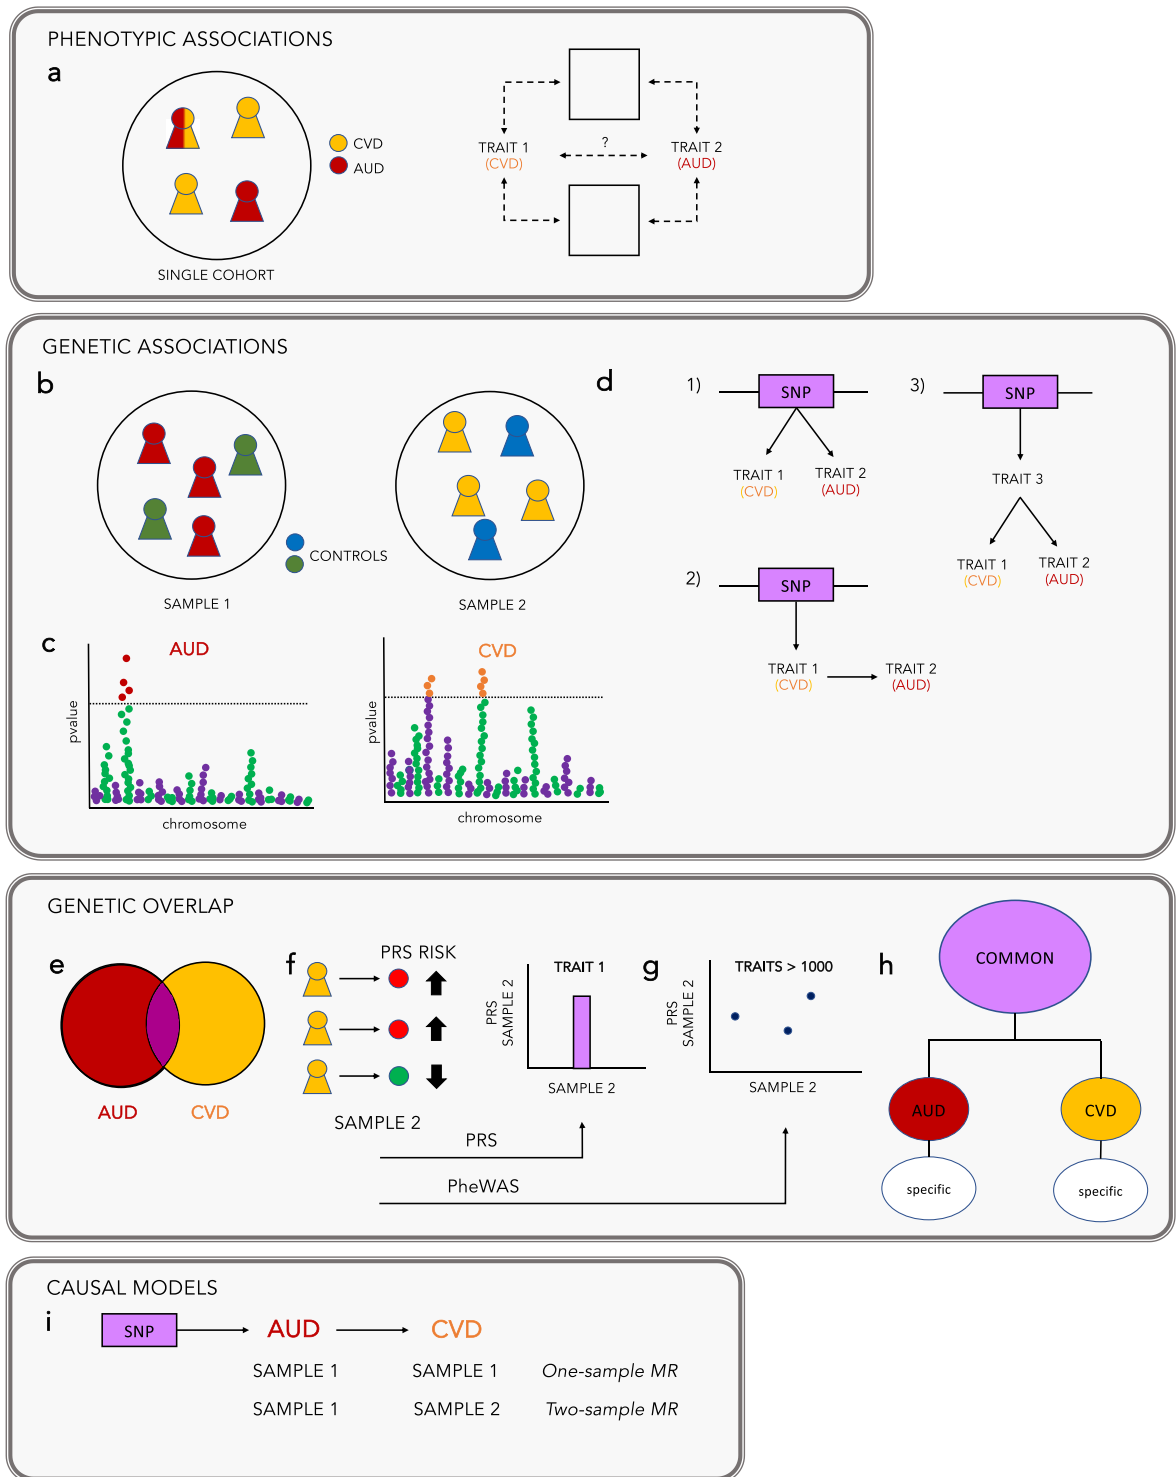 PHENOTYPIC ASSOCIATIONS
a
CVD
AUD
SINGLE COHORT
TRAIT 1
(CVD)
?
TRAIT 2
(AUD)
GENETIC ASSOCIATIONS
b
CONTROLS
SAMPLE 1
SAMPLE 2
c
AUD
pvalue
chromosome
CVD
pvalue
chromosome
d
1)
SNP
TRAIT 1
(CVD)
TRAIT 2
(AUD)
2)
SNP
TRAIT 1
(CVD)
TRAIT 2
(AUD)
3)
SNP
TRAIT 3
TRAIT 1
(CVD)
TRAIT 2
(AUD)
GENETIC OVERLAP
e
AUD
CVD
f
PRS RISK
SAMPLE 2
PRS
PheWAS
TRAIT 1
PRS
SAMPLE 2
SAMPLE 2
g
TRAITS > 1000
PRS
SAMPLE 2
SAMPLE 2
h
COMMON
AUD
CVD
specific
specific
CAUSAL MODELS
i
SNP
AUD
CVD
SAMPLE 1
SAMPLE 1
One-sample MR
SAMPLE 1
SAMPLE 2
Two-sample MR